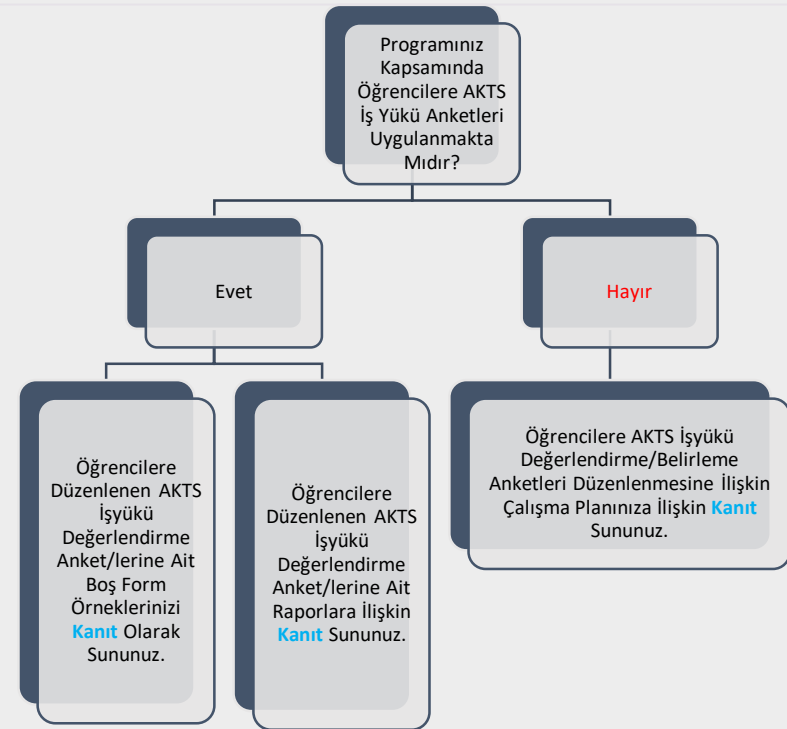 Programınız
Kapsamında
Öğrencilere AKTS
İş Yükü Anketleri
Uygulanmakta
Mıdır?
Evet
Hayır
Öğrencilere
Düzenlenen AKTS
İşyükü
Değerlendirme
Anket/lerine Ait
Boş Form
Örneklerinizi
Kanıt Olarak
Sununuz.
Öğrencilere
Düzenlenen AKTS
İşyükü
Değerlendirme
Anket/lerine Ait
Raporlara İlişkin
Kanıt Sununuz.
Öğrencilere AKTS İşyükü
Değerlendirme/Belirleme
Anketleri Düzenlenmesine İlişkin
Çalışma Planınıza İlişkin Kanıt
Sununuz.